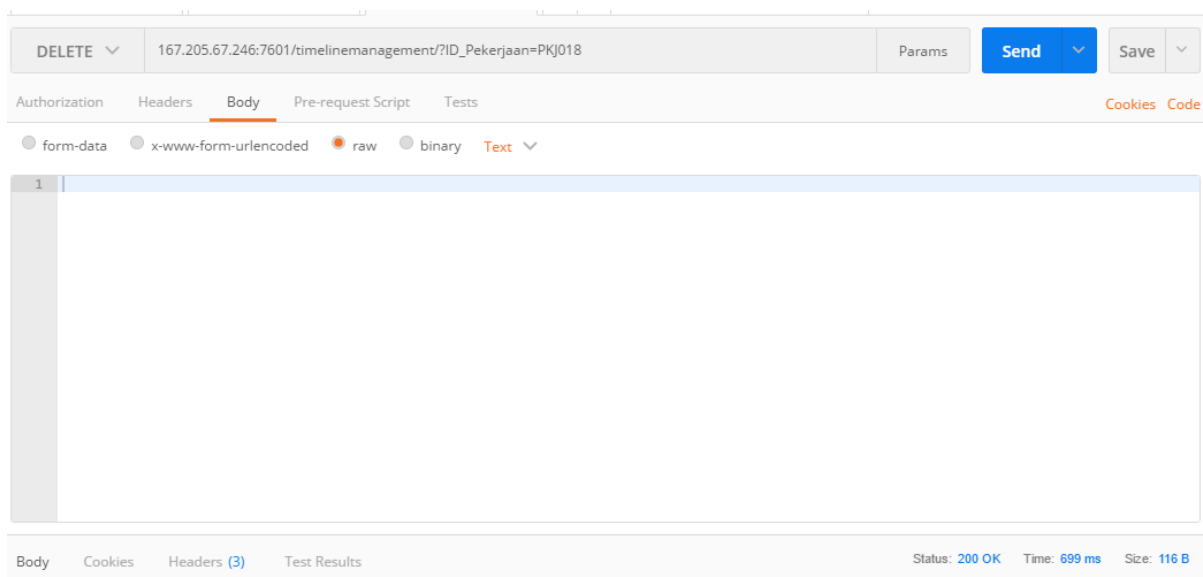 DELETE 167.205.67.246:7601/timelinemanagement/?ID_Pekerjaan=PKJ018 Params Send Save
Authorization Headers Body Pre-request Script Tests Cookies Code
form-data x-www-form-urlencoded raw binary Text
1
Body Cookies Headers (3) Test Results Status: 200 OK Time: 699 ms Size: 116 B